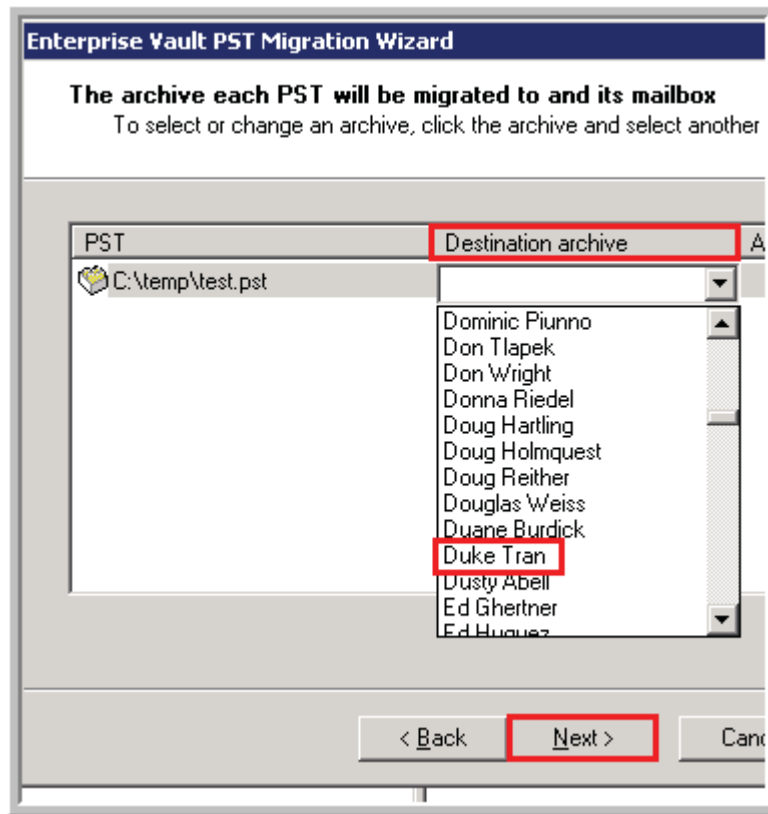 Enterprise Vault PST Migration Wizard
The archive each PST will be migrated to and its mailbox
To select or change an archive, click the archive and select another
PST Destination archive A
C:\temp\test.pst
Dominic Piunno
Don Tlapek
Don Wright
Donna Riedel
Doug Hartling
Doug Holmquest
Doug Reither
Douglas Weiss
Duane Burdick
Duke Tran
Dusty Abell
Ed Ghertner
Ed Huguez
< Back Next > Canc